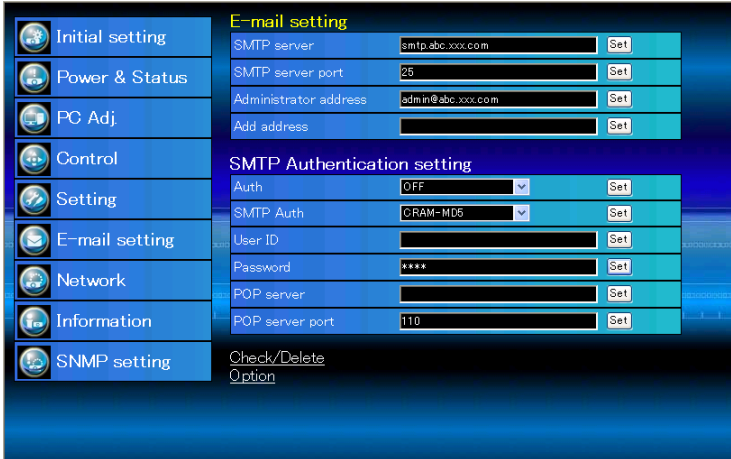 Initial setting
Power & Status
PC Adj.
Control
Setting
E-mail setting
Network
Information
SNMP setting
E-mail setting
SMTP server smtp.abc.xxx.com Set
SMTP server port 25 Set
Administrator address admin@abc.xxx.com Set
Add address Set
SMTP Authentication setting
Auth OFF Set
SMTP Auth CRAM-MD5 Set
User ID Set
Password **** Set
POP server Set
POP server port 110 Set
Check/Delete
Option